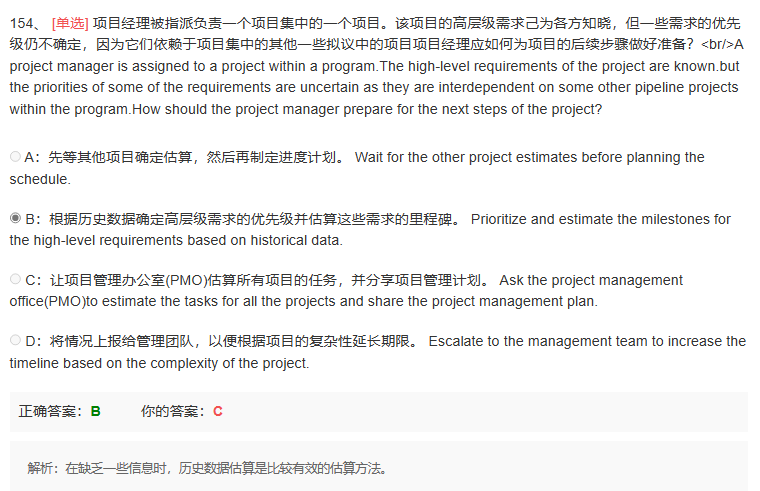 154、 [单选] 项目经理被指派负责一个项目集中的一个项目。该项目的高层级需求己为各方知晓，但一些需求的优先
级仍不确定，因为它们依赖于项目集中的其他一些拟议中的项目项目经理应如何为项目的后续步骤做好准备？<br/>A
project manager is assigned to a project within a program.The high-level requirements of the project are known.but
the priorities of some of the requirements are uncertain as they are interdependent on some other pipeline projects
within the program.How should the project manager prepare for the next steps of the project?
A：先等其他项目确定估算，然后再制定进度计划。 Wait for the other project estimates before planning the
schedule.
B：根据历史数据确定高层级需求的优先级并估算这些需求的里程碑。 Prioritize and estimate the milestones for
the high-level requirements based on historical data.
C：让项目管理办公室(PMO)估算所有项目的任务，并分享项目管理计划。 Ask the project management
office(PMO)to estimate the tasks for all the projects and share the project management plan.
D：将情况上报给管理团队，以便根据项目的复杂性延长期限。 Escalate to the management team to increase the
timeline based on the complexity of the project.
正确答案：B 你的答案：C
解析：在缺乏一些信息时，历史数据估算是比较有效的估算方法。